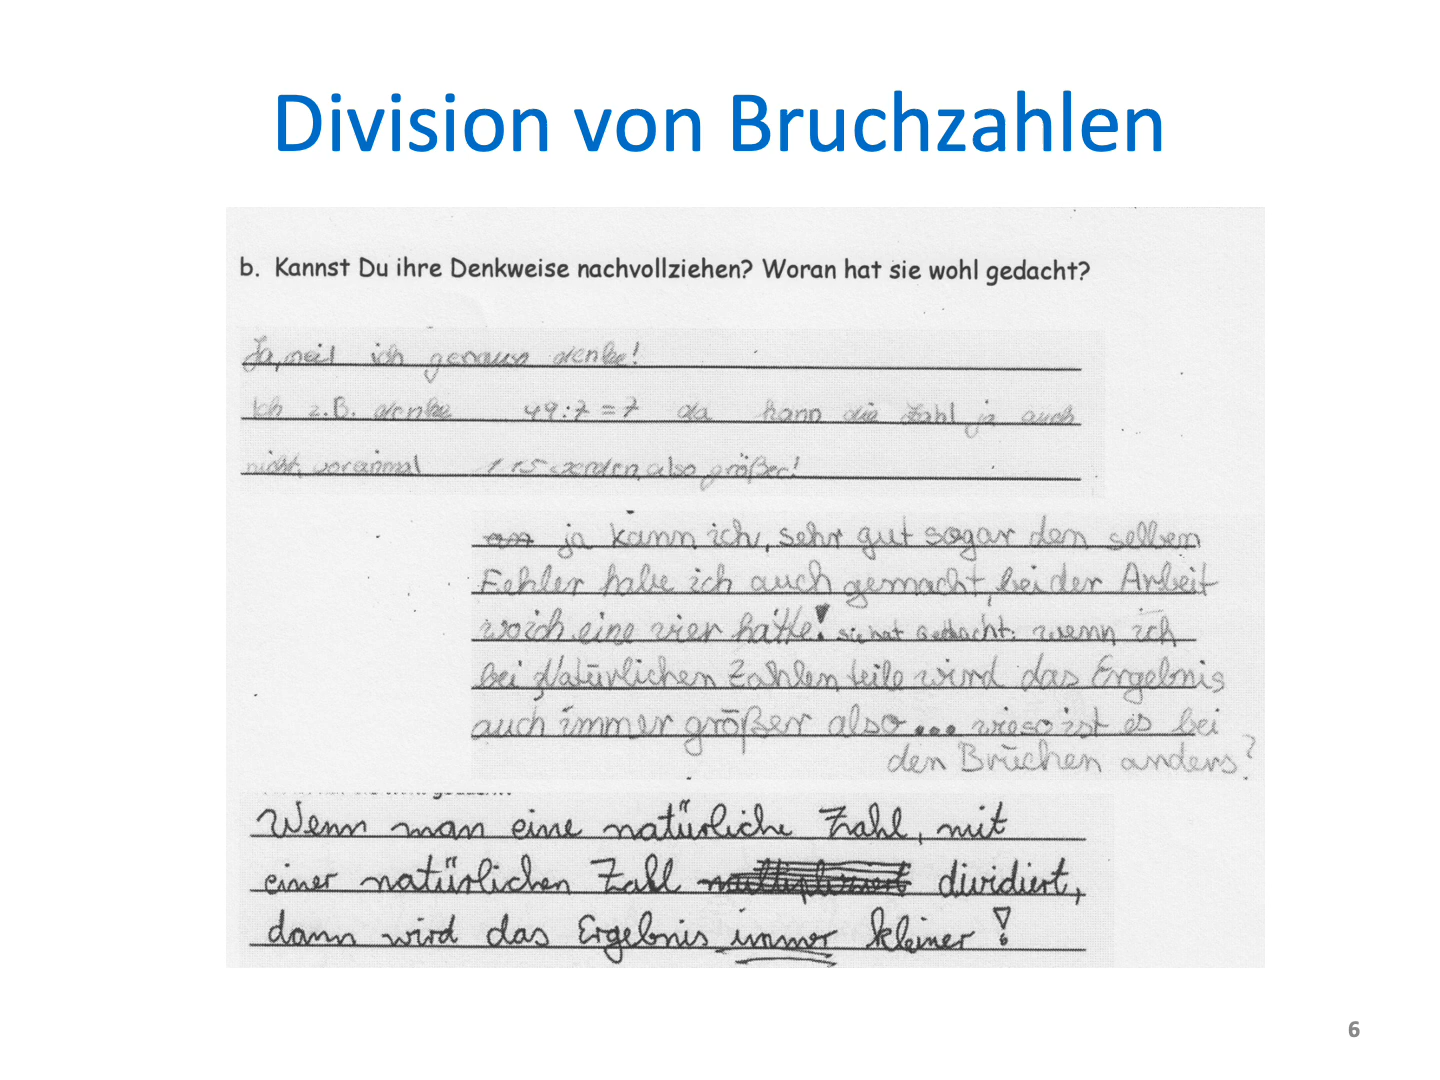 Division von Bruchzahlen
b. Kannst Du ihre Denkweise nachvollziehen? Woran hat sie wohl gedacht?
Ja, weil ich genauso denke!
Ich z.B. denke 49:7=7 da kann die Zahl ja auch
nicht werden, also größer!
ja kann ich, sehr gut sogar den selben
Fehler habe ich auch gemacht, bei der Arbeit
wo ich eine vier hatte! sie hat gedacht: wenn ich
bei Natürlichen Zahlen teile wird das Ergebnis
auch immer größer also... wieso ist es bei
den Brüchen anders?
Wenn man eine natürliche Zahl, mit
einer natürlichen Zahl multipliziert dividiert,
dann wird das Ergebnis immer kleiner!
6